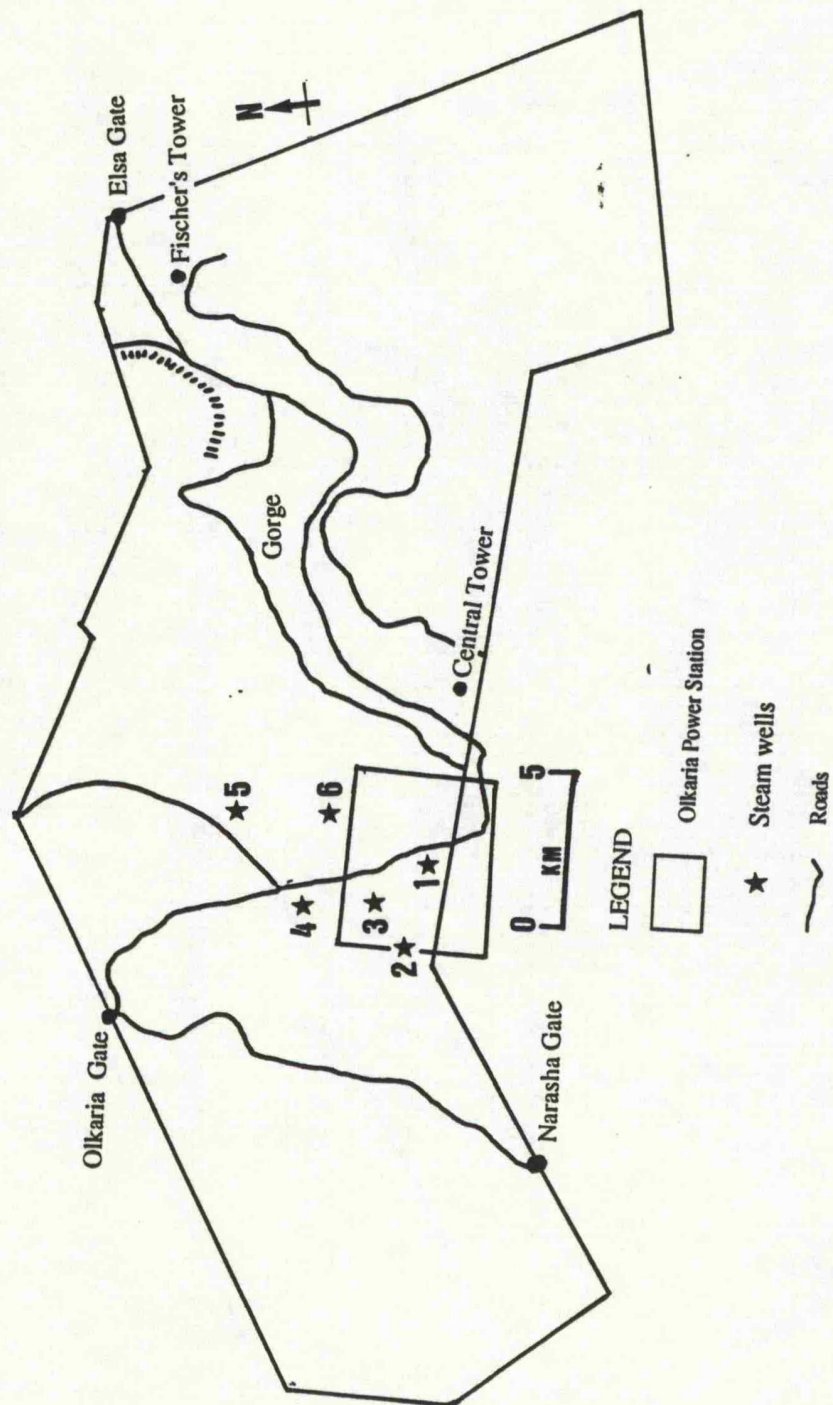 Elsa Gate
Fischer's Tower
N
Olkaria Gate
Gorge
5
4
6
3
2
1
Central Tower
Narasha Gate
0 KM 5
LEGEND
Olkaria Power Station
Steam wells
Roads